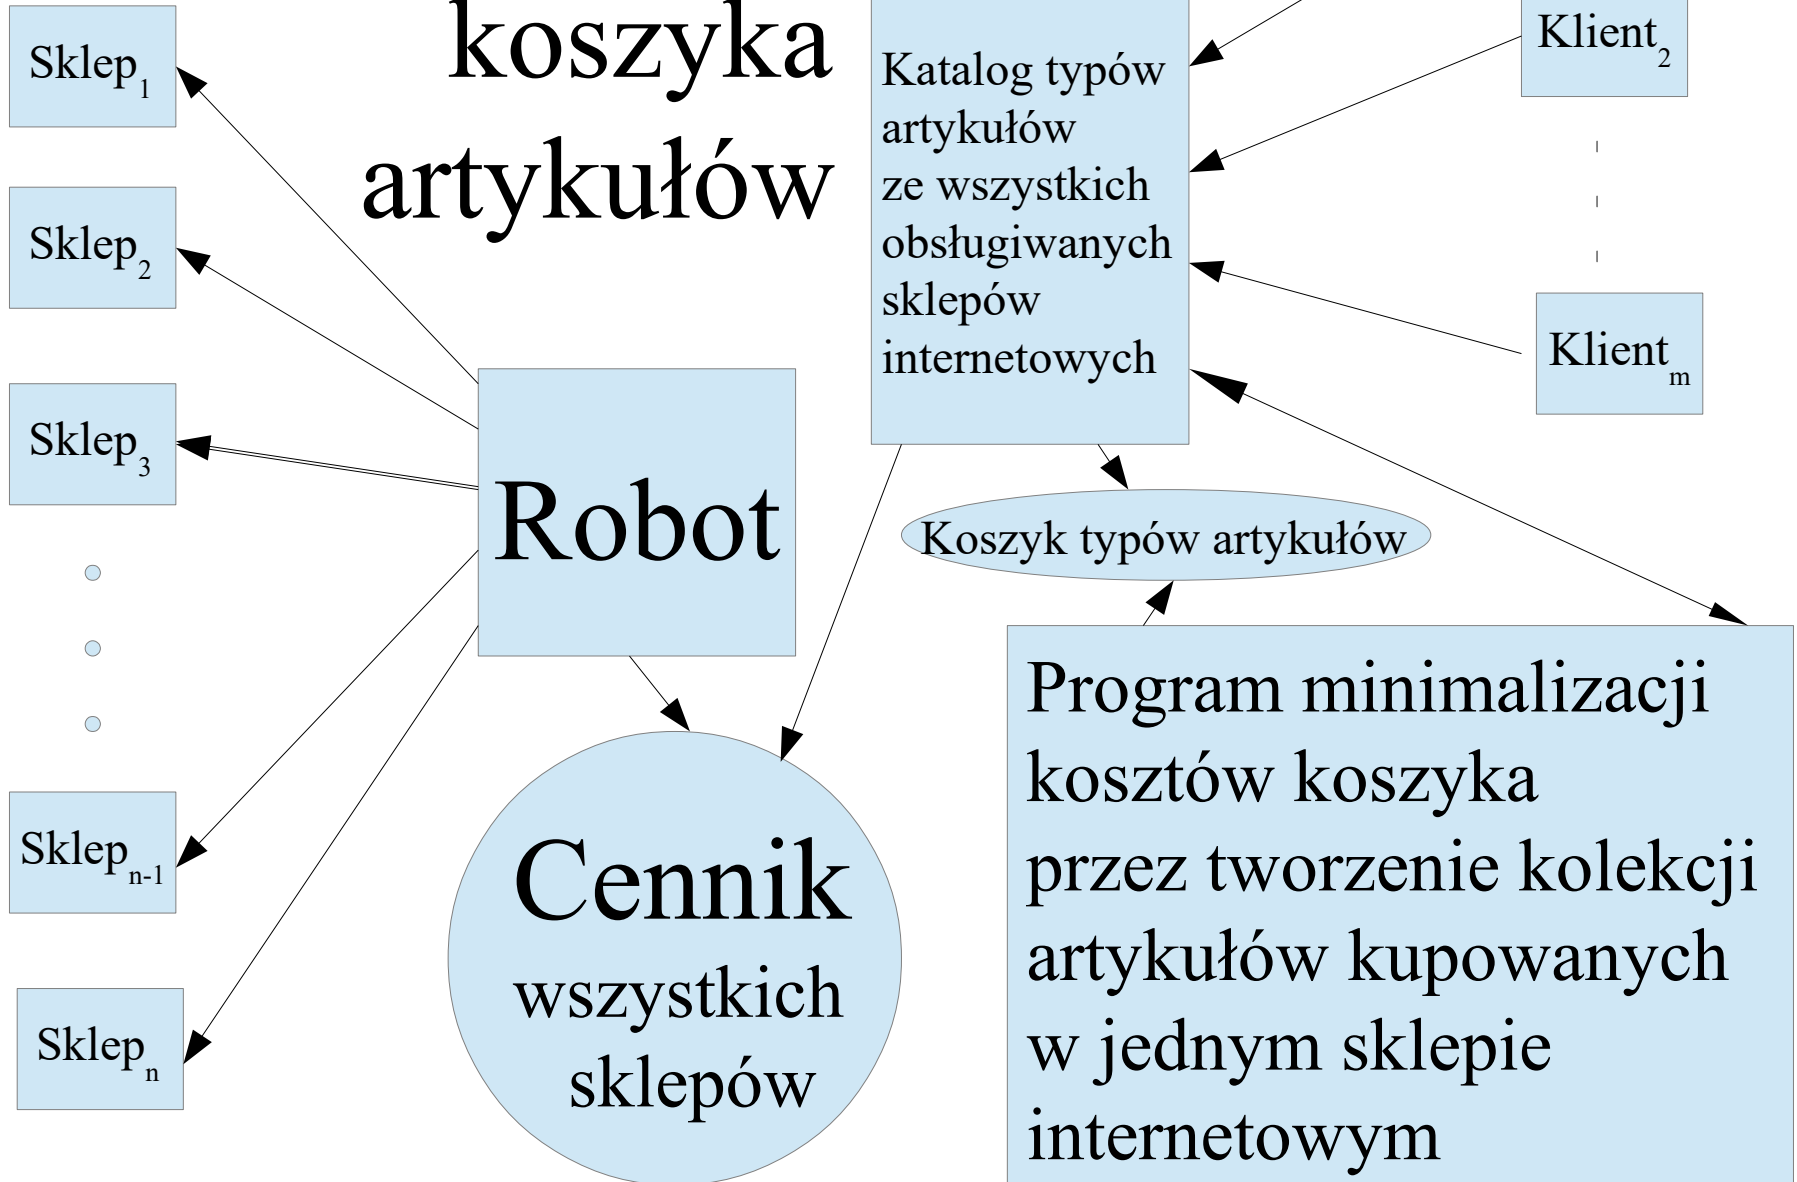 koszyka
artykułów
Sklep1
Sklep2
Sklep3
Sklepn-1
Sklepn
Robot
Cennik
wszystkich
sklepów
Katalog typów
artykułów
ze wszystkich
obsługiwanych
sklepów
internetowych
Klient2
Klientm
Koszyk typów artykułów
Program minimalizacji
kosztów koszyka
przez tworzenie kolekcji
artykułów kupowanych
w jednym sklepie
internetowym